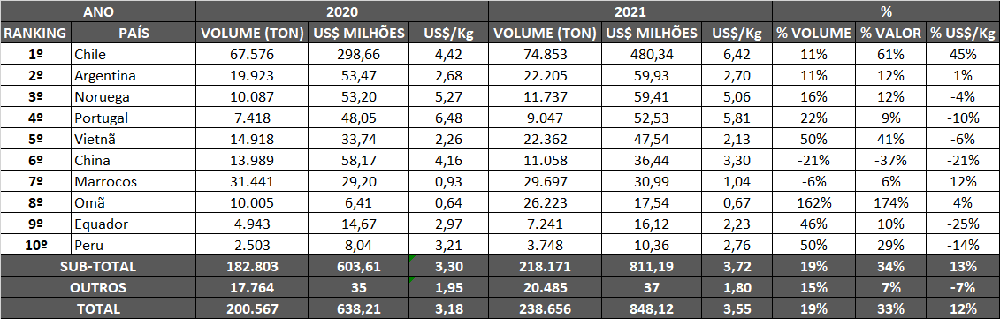 ANO 2020 2021 %
RANKING PAÍS VOLUME (TON) US$ MILHÕES US$/Kg VOLUME (TON) US$ MILHÕES US$/Kg % VOLUME % VALOR % US$/Kg
1º Chile 67.576 298,66 4,42 74.853 480,34 6,42 11% 61% 45%
2º Argentina 19.923 53,47 2,68 22.205 59,93 2,70 11% 12% 1%
3º Noruega 10.087 53,20 5,27 11.737 59,41 5,06 16% 12% -4%
4º Portugal 7.418 48,05 6,48 9.047 52,53 5,81 22% 9% -10%
5º Vietnã 14.918 33,74 2,26 22.362 47,54 2,13 50% 41% -6%
6º China 13.989 58,17 4,16 11.058 36,44 3,30 -21% -37% -21%
7º Marrocos 31.441 29,20 0,93 29.697 30,99 1,04 -6% 6% 12%
8º Omã 10.005 6,41 0,64 26.223 17,54 0,67 162% 174% 4%
9º Equador 4.943 14,67 2,97 7.241 16,12 2,23 46% 10% -25%
10º Peru 2.503 8,04 3,21 3.748 10,36 2,76 50% 29% -14%
SUB-TOTAL 182.803 603,61 3,30 218.171 811,19 3,72 19% 34% 13%
OUTROS 17.764 35 1,95 20.485 37 1,80 15% 7% -7%
TOTAL 200.567 638,21 3,18 238.656 848,12 3,55 19% 33% 12%